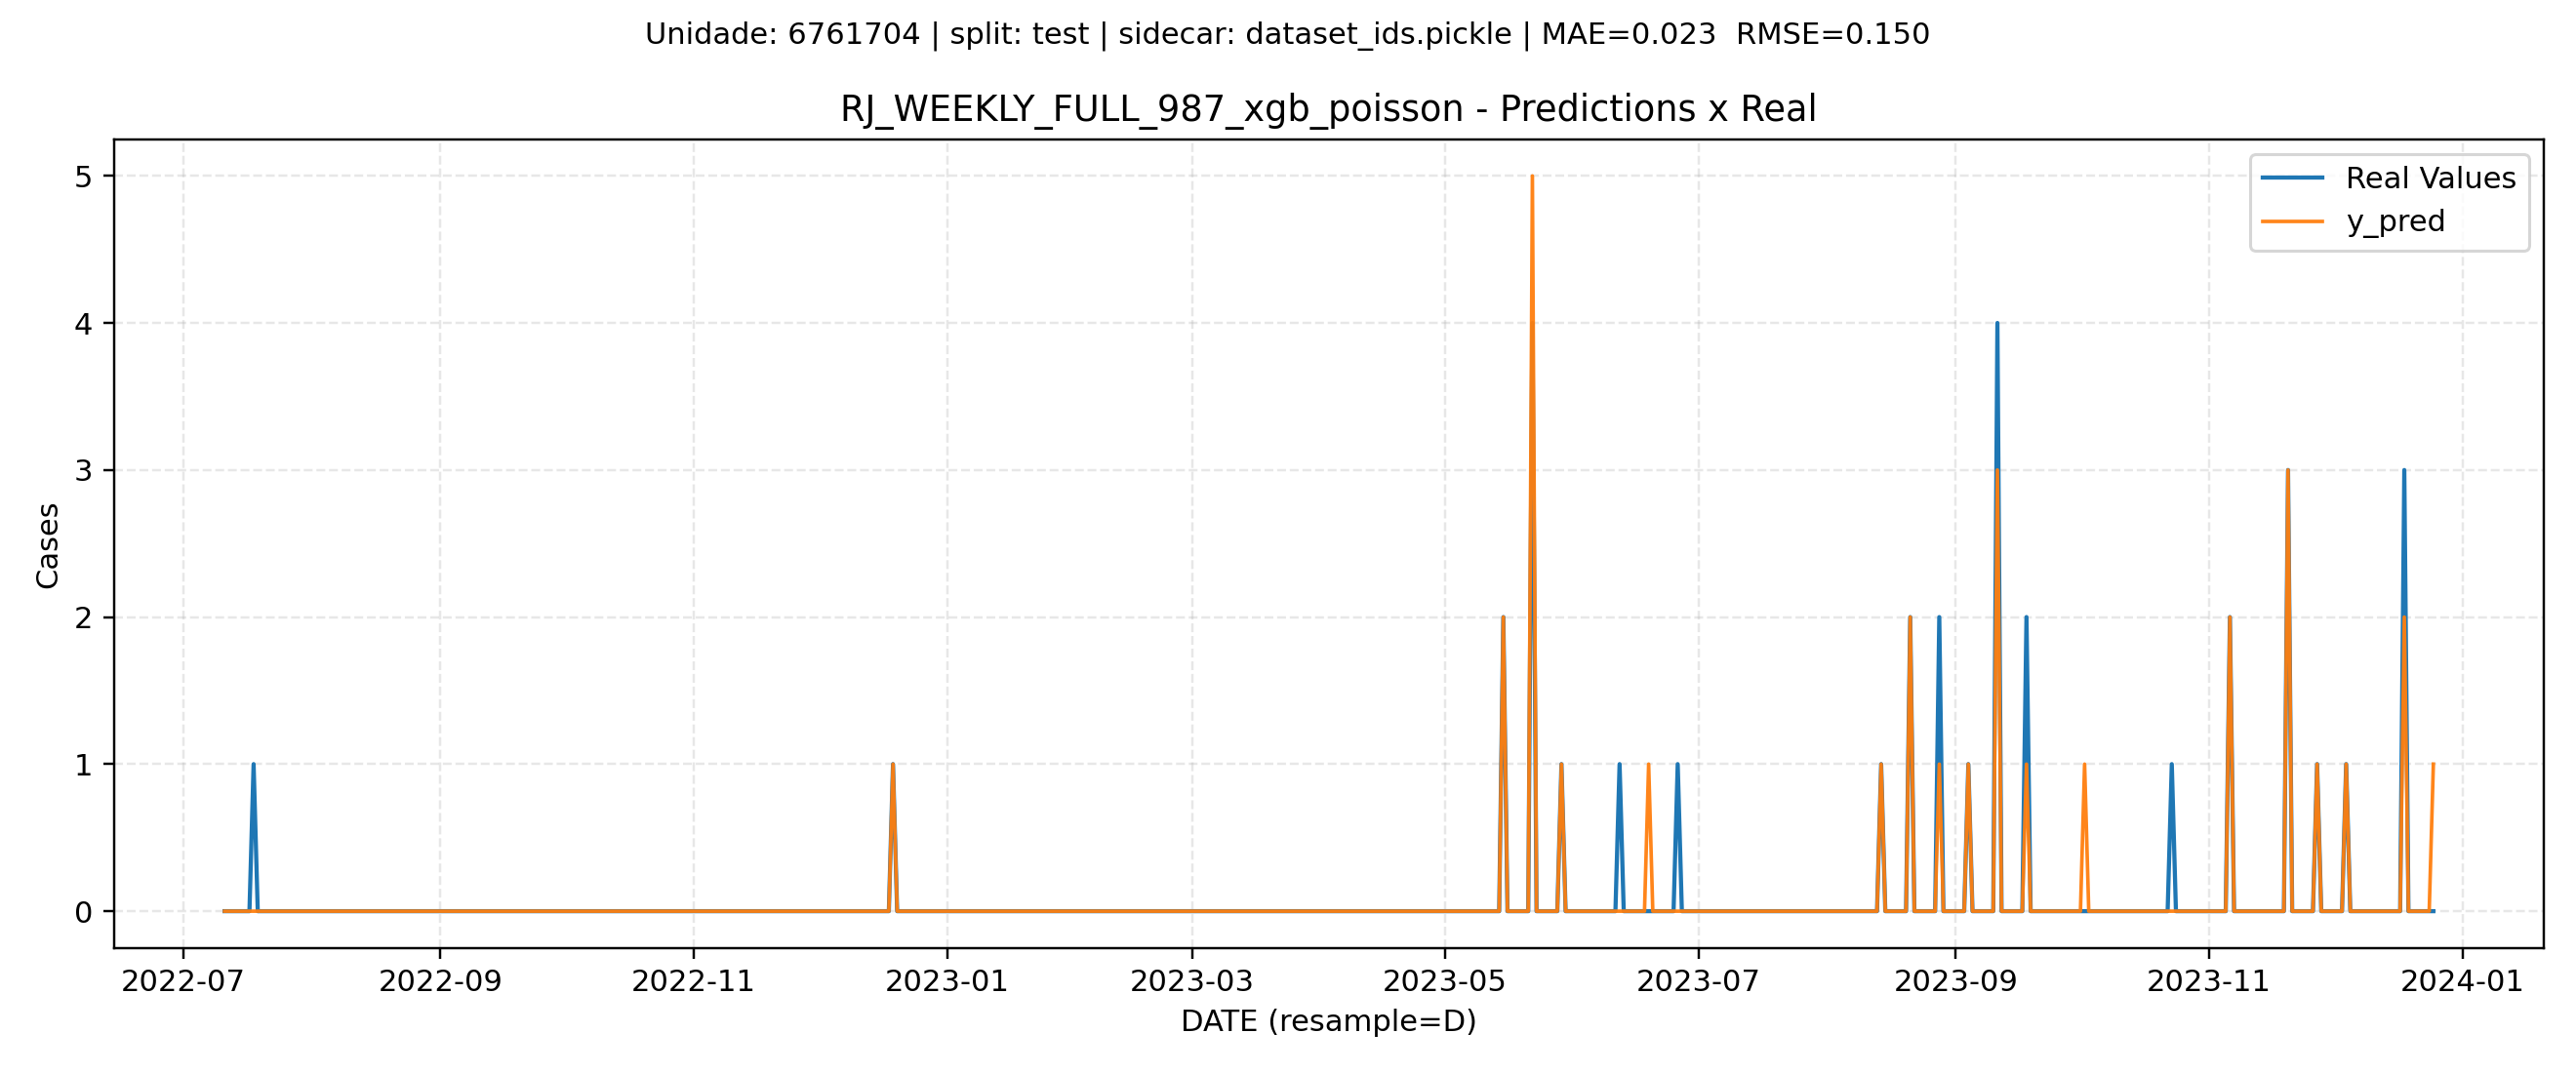 Unidade: 6761704 | split: test | sidecar: dataset_ids.pickle | MAE=0.023  RMSE=0.150
RJ_WEEKLY_FULL_987_xgb_poisson - Predictions x Real
Real Values
y_pred
5
4
3
2
1
0
Cases
2022-07 2022-09 2022-11 2023-01 2023-03 2023-05 2023-07 2023-09 2023-11 2024-01
DATE (resample=D)